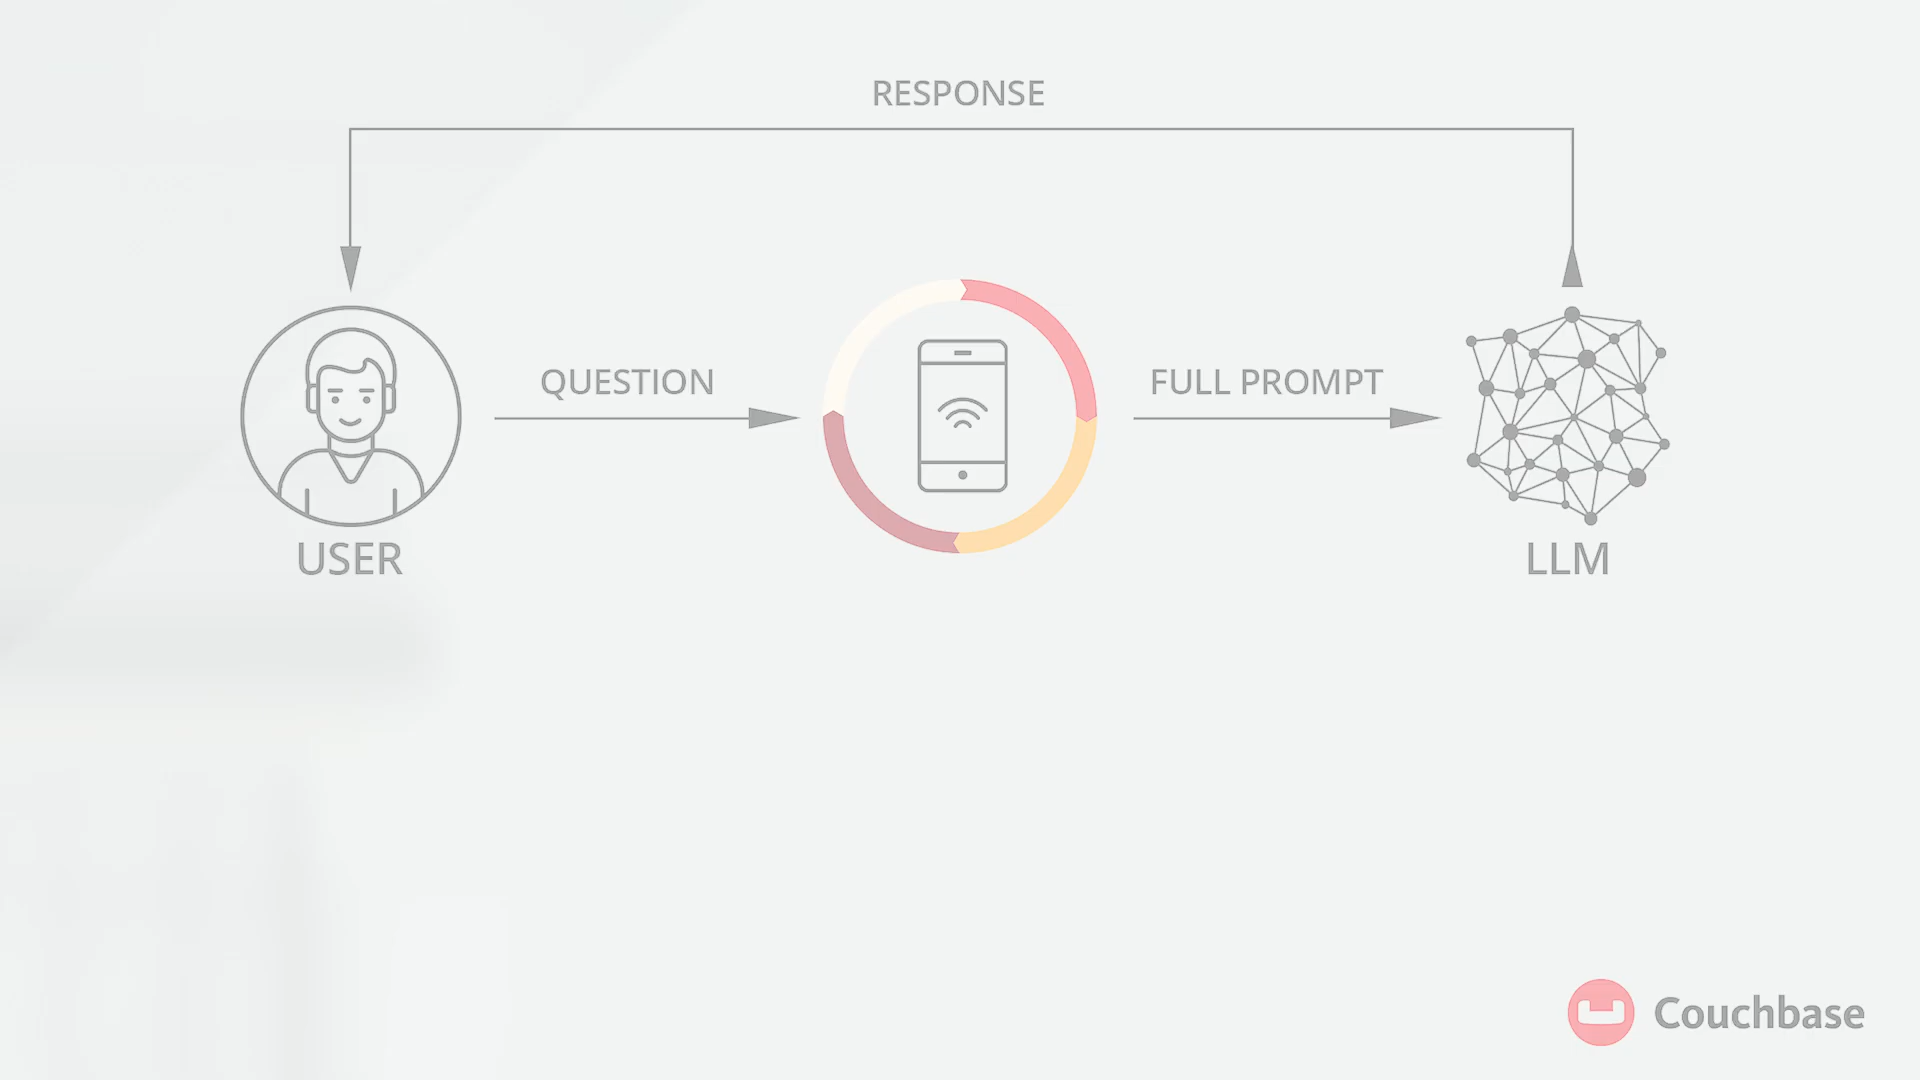 RESPONSE
QUESTION
FULL PROMPT
USER
LLM
Couchbase